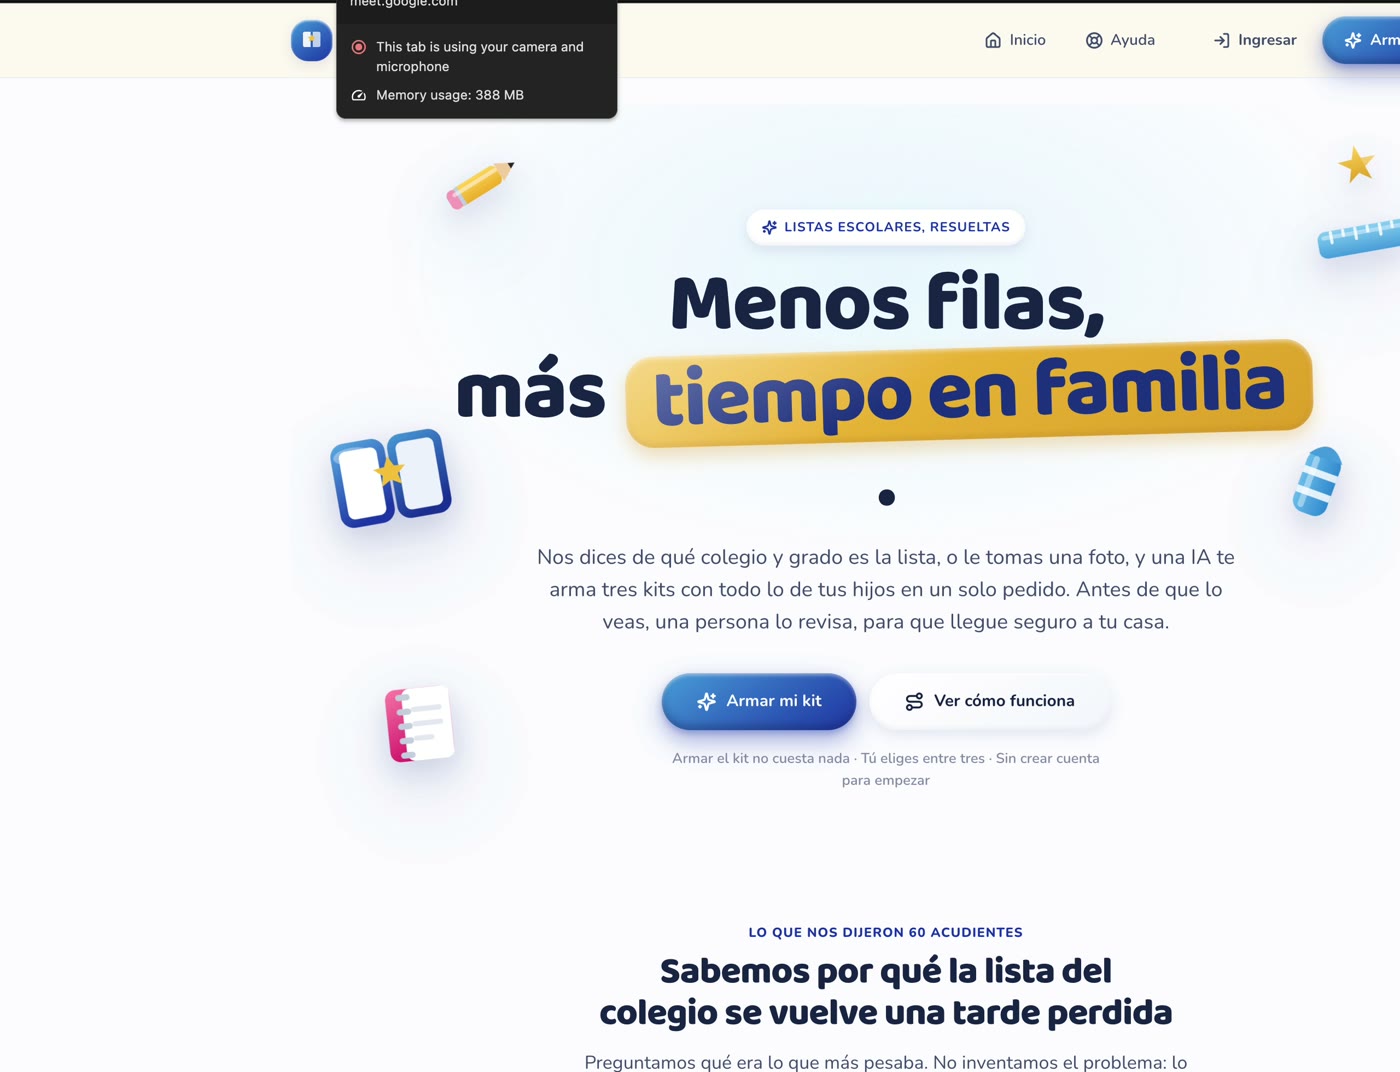 meet.google.com
This tab is using your camera and
microphone
Memory usage: 388 MB
Inicio
Ayuda
Ingresar
LISTAS ESCOLARES, RESUELTAS
Menos filas,
más tiempo en familia
.
Nos dices de qué colegio y grado es la lista, o le tomas una foto, y una IA te
arma tres kits con todo lo de tus hijos en un solo pedido. Antes de que lo
veas, una persona lo revisa, para que llegue seguro a tu casa.
Armar mi kit
Ver cómo funciona
Armar el kit no cuesta nada · Tú eliges entre tres · Sin crear cuenta
para empezar
LO QUE NOS DIJERON 60 ACUDIENTES
Sabemos por qué la lista del
colegio se vuelve una tarde perdida
Preguntamos qué era lo que más pesaba. No inventamos el problema: lo